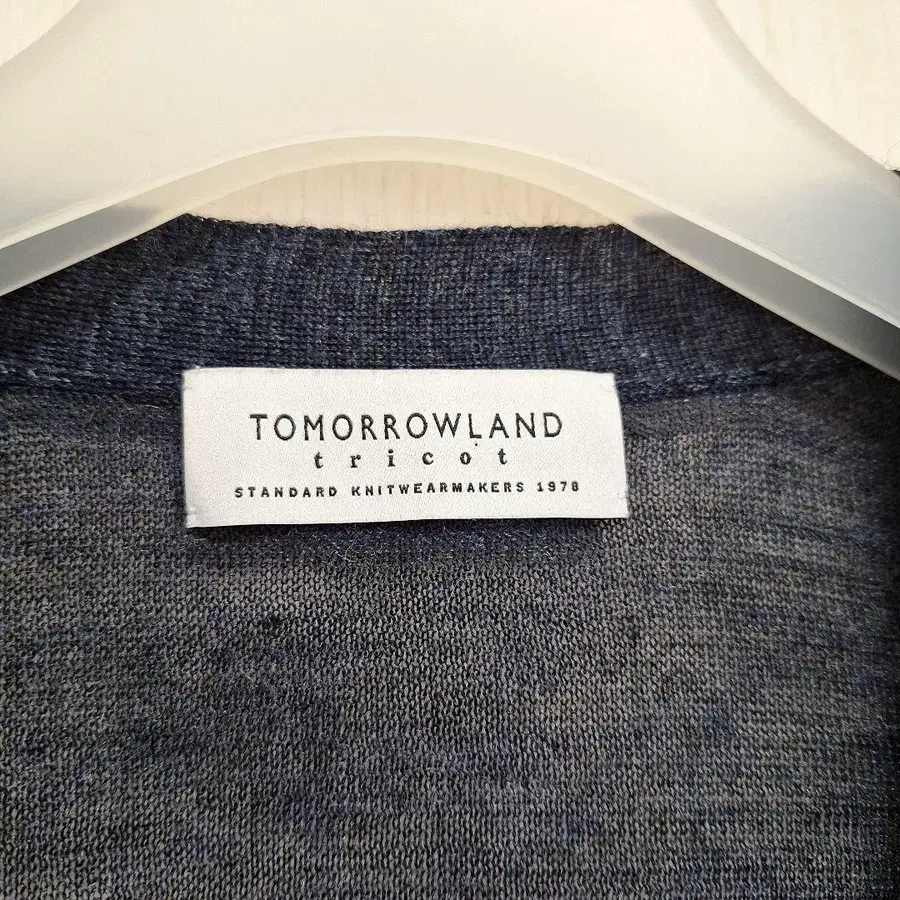 TOMORROWLAND
tricot
STANDARD KNITWEARMAKERS 1978